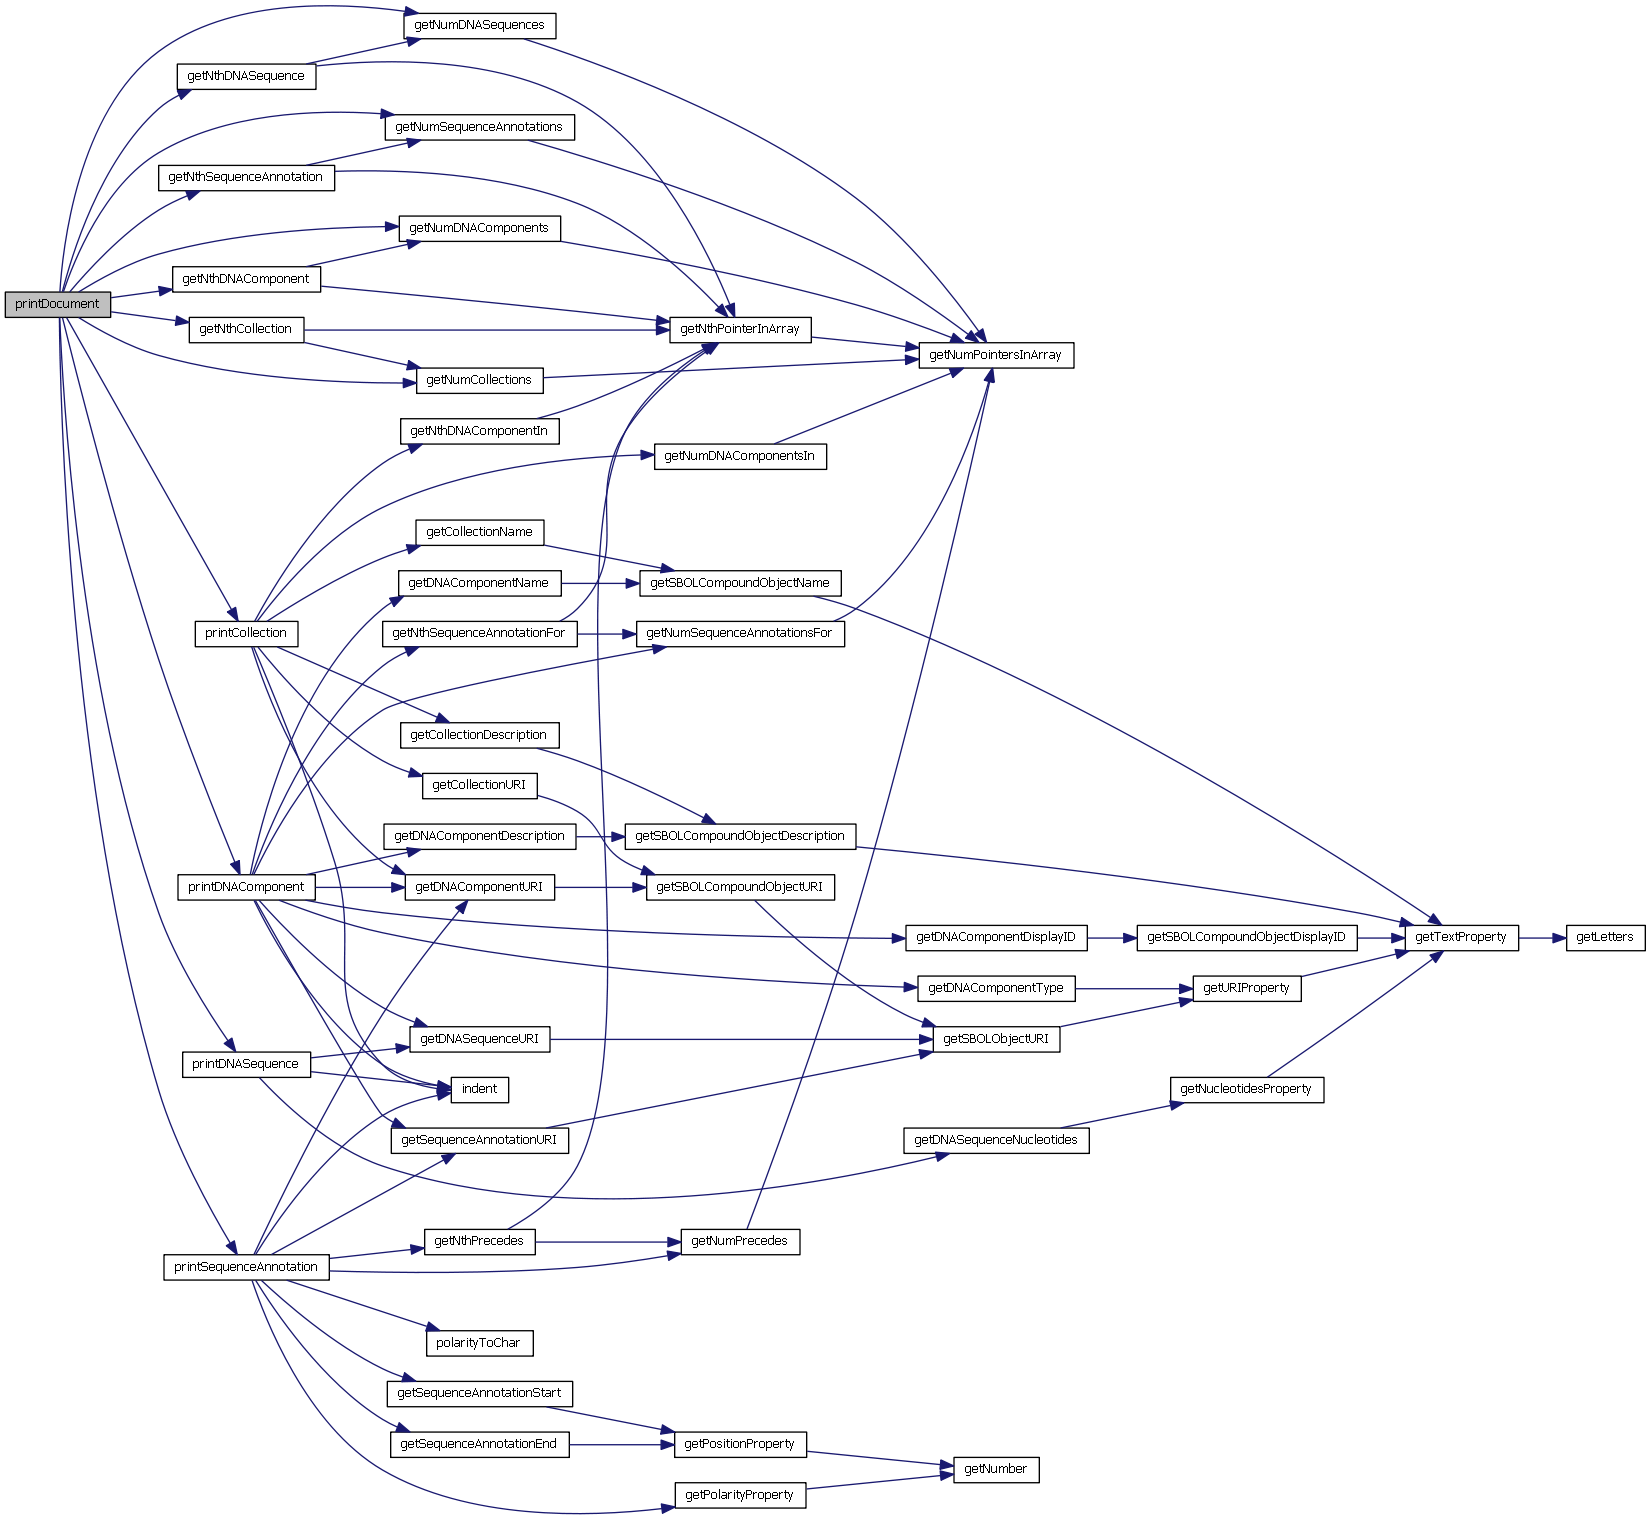 getNumDNASequences
getNthDNASequence
getNumSequenceAnnotations
getNthSequenceAnnotation
getNumDNAComponents
getNthDNAComponent
printDocument
getNthCollection
getNthPointerInArray
getNumPointersInArray
getNumCollections
getNthDNAComponentIn
getNumDNAComponentsIn
getCollectionName
getDNAComponentName
getSBOLCompoundObjectName
printCollection
getNthSequenceAnnotationFor
getNumSequenceAnnotationsFor
getCollectionDescription
getCollectionURI
getDNAComponentDescription
getSBOLCompoundObjectDescription
printDNAComponent
getDNAComponentURI
getSBOLCompoundObjectURI
getDNAComponentDisplayID
getSBOLCompoundObjectDisplayID
getTextProperty
getLetters
getDNAComponentType
getURIProperty
getDNASequenceURI
getSBOLObjectURI
printDNASequence
indent
getNucleotidesProperty
getSequenceAnnotationURI
getDNASequenceNucleotides
getNthPrecedes
getNumPrecedes
printSequenceAnnotation
polarityToChar
getSequenceAnnotationStart
getSequenceAnnotationEnd
getPositionProperty
getNumber
getPolarityProperty